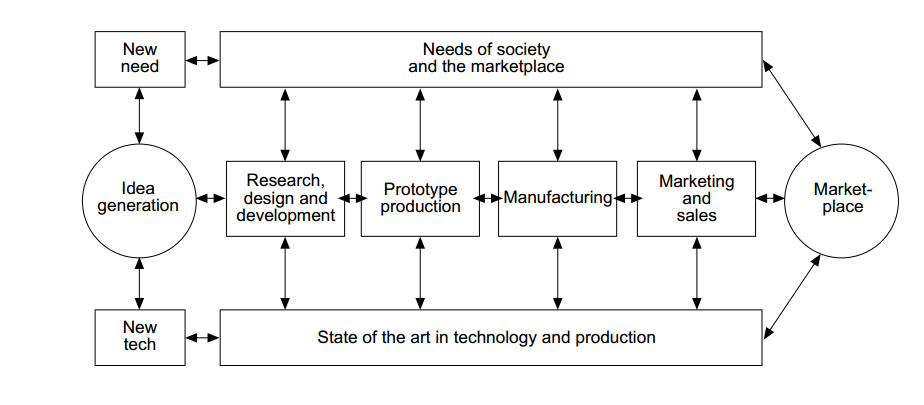 New
need
Needs of society
and the marketplace
Idea
generation
Research,
design and
development
Prototype
production
Manufacturing
Marketing
and
sales
Market-
place
New
tech
State of the art in technology and production